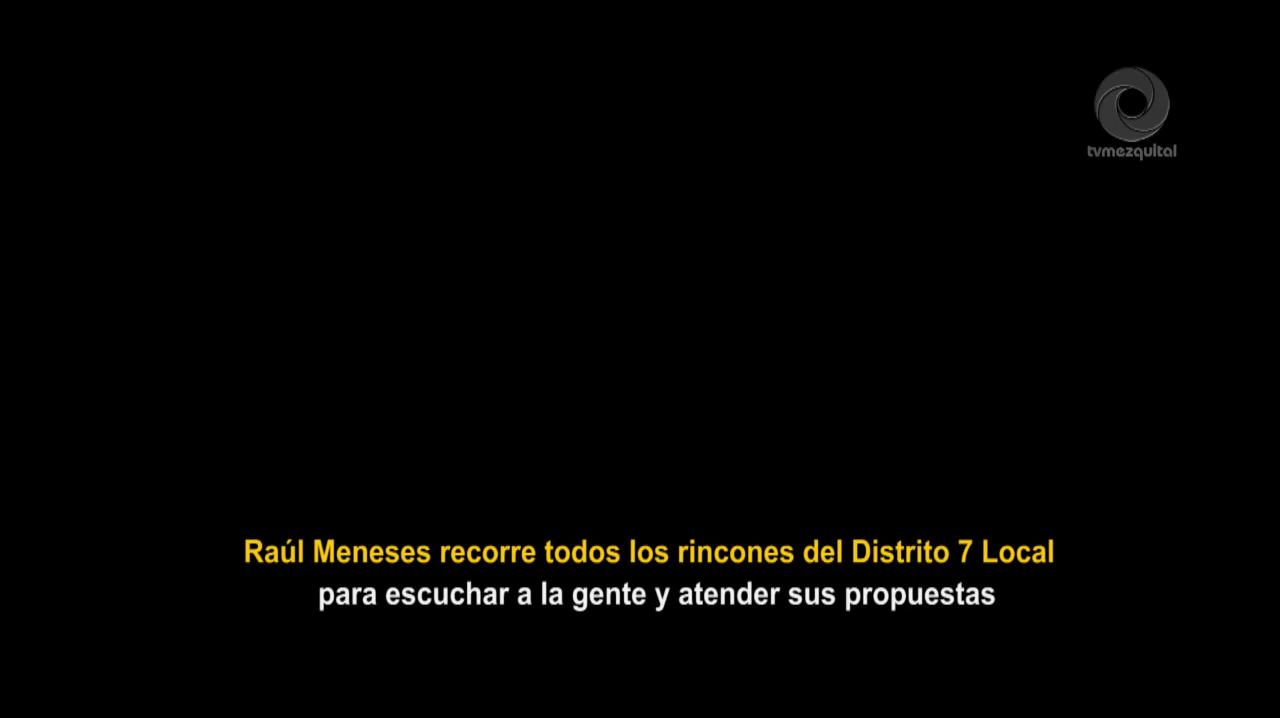 tvmezquital
Raúl Meneses recorre todos los rincones del Distrito 7 Local
para escuchar a la gente y atender sus propuestas